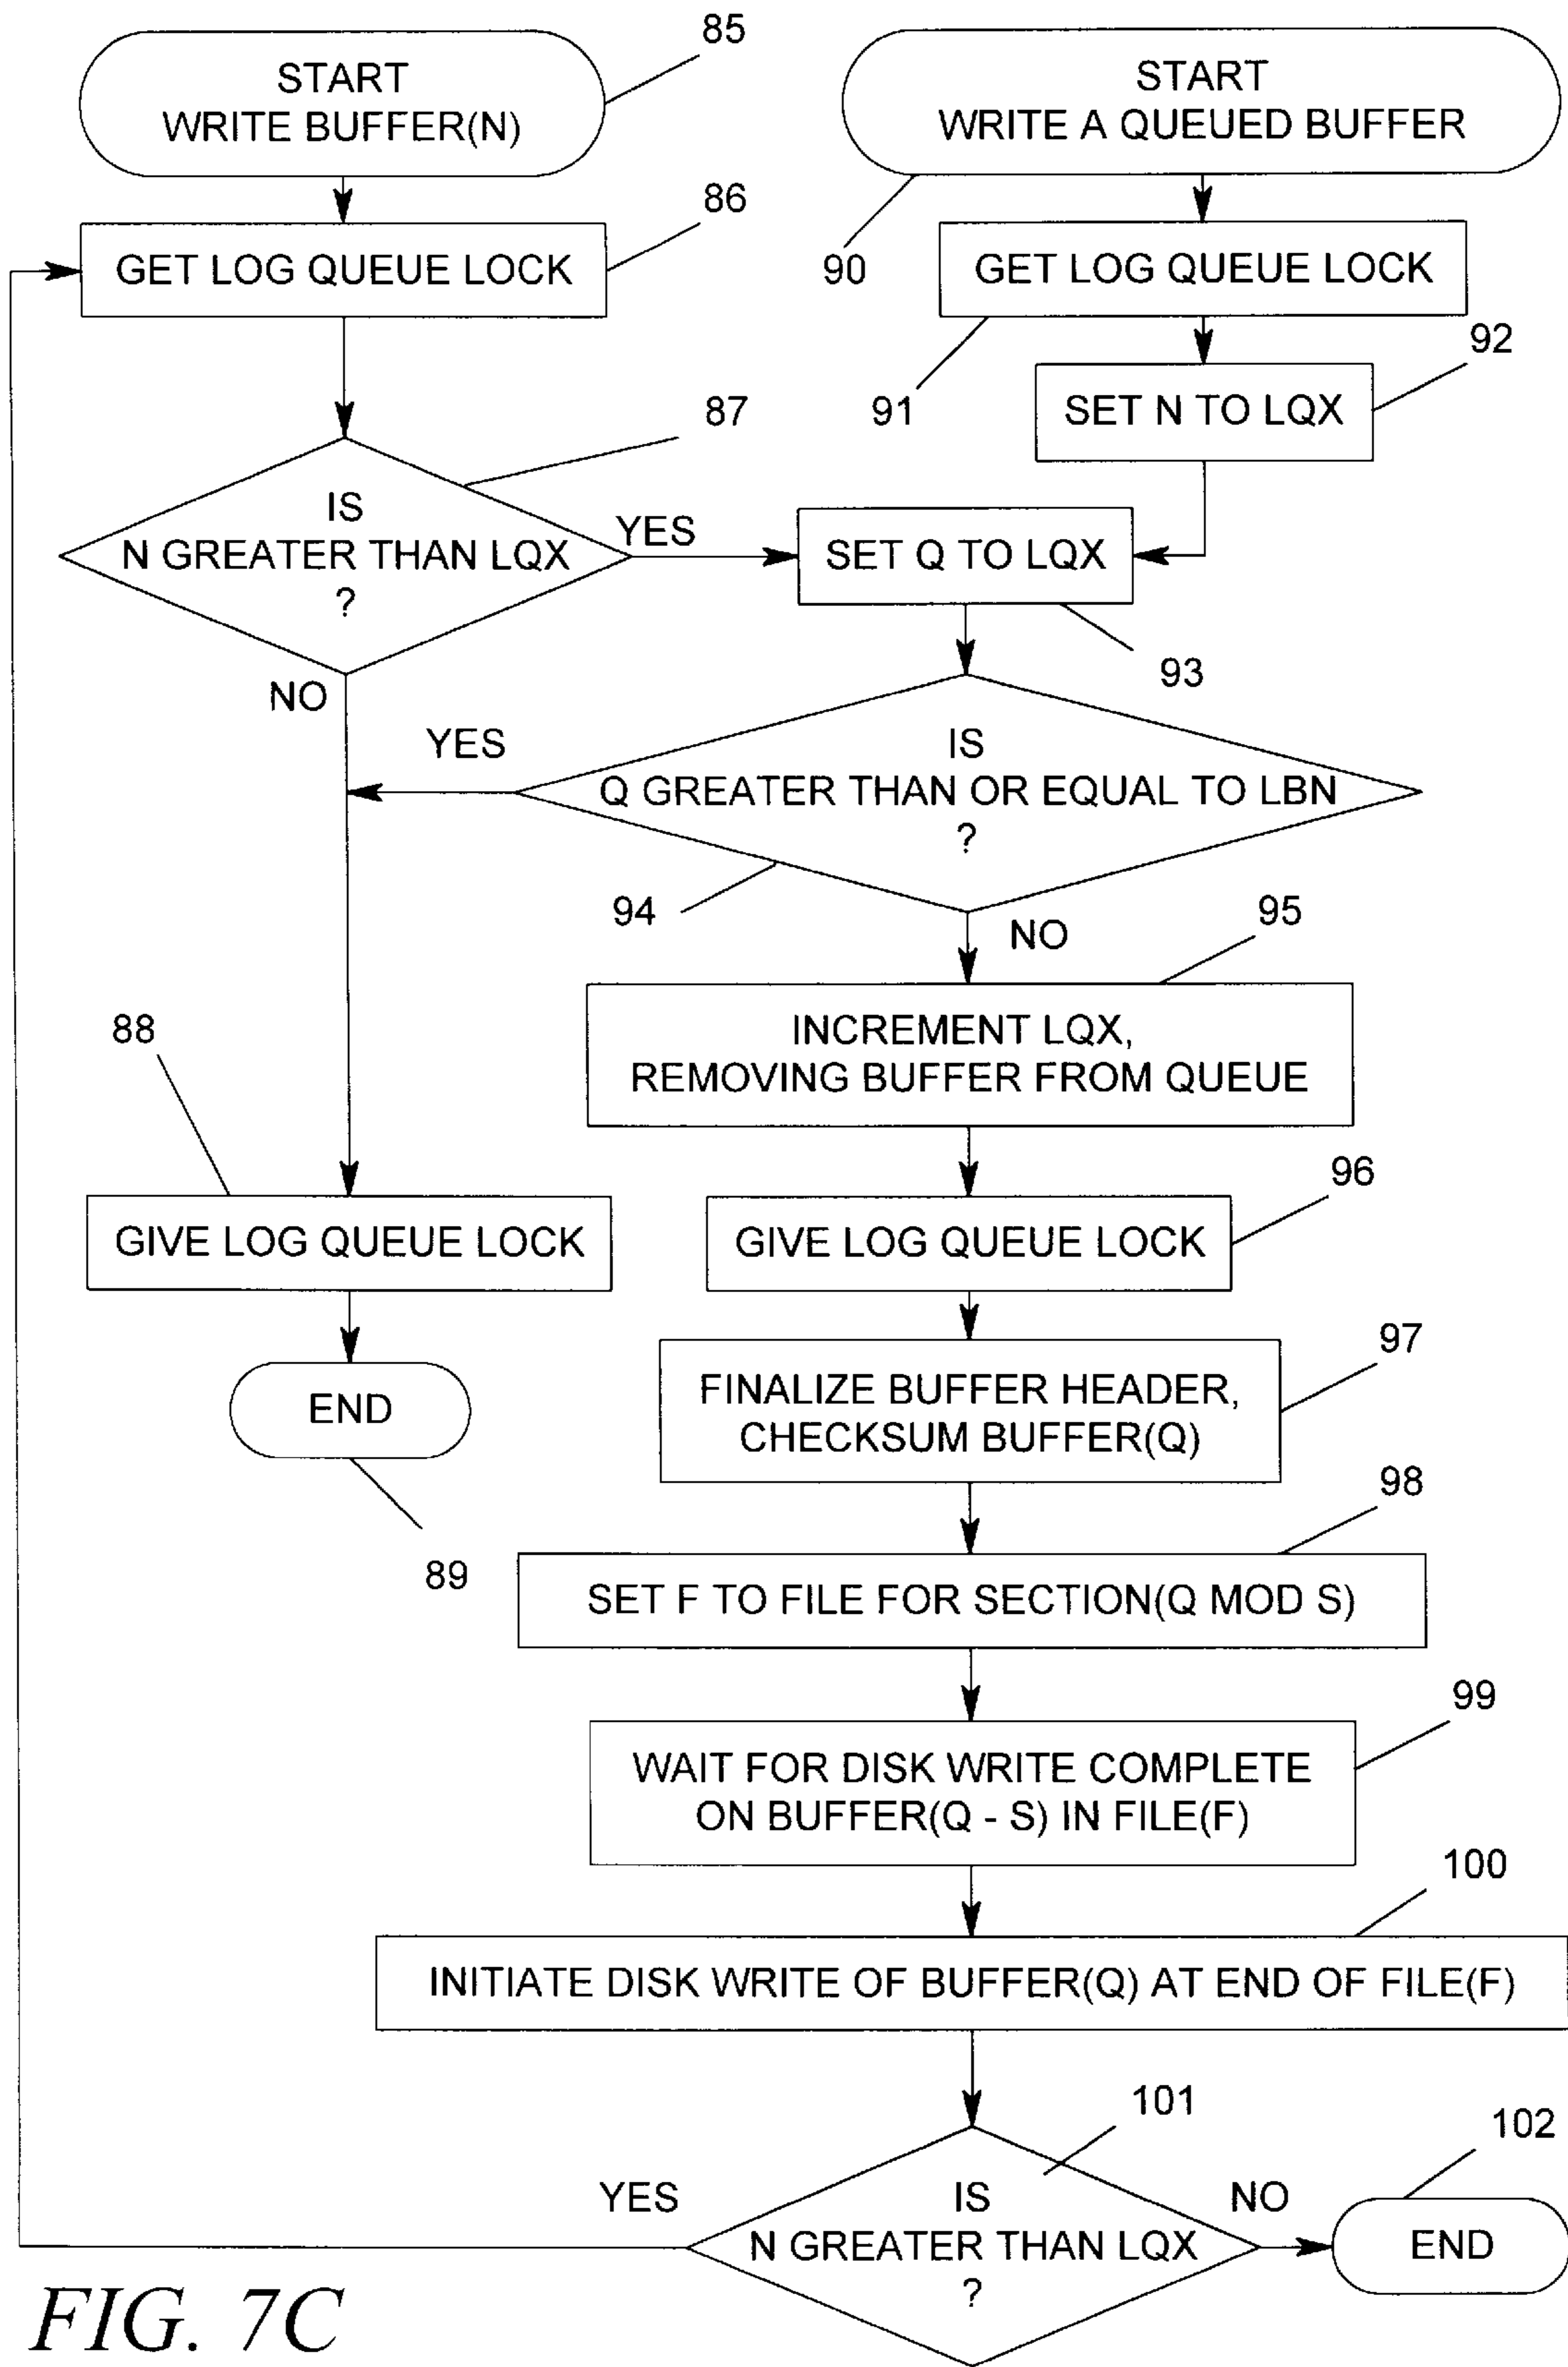 START
WRITE BUFFER(N)
85
START
WRITE A QUEUED BUFFER
90
GET LOG QUEUE LOCK
86
GET LOG QUEUE LOCK
91
SET N TO LQX
92
IS
N GREATER THAN LQX
?
87
YES
NO
SET Q TO LQX
93
IS
Q GREATER THAN OR EQUAL TO LBN
?
94
YES
NO
INCREMENT LQX,
REMOVING BUFFER FROM QUEUE
95
GIVE LOG QUEUE LOCK
88
GIVE LOG QUEUE LOCK
96
END
89
FINALIZE BUFFER HEADER,
CHECKSUM BUFFER(Q)
97
SET F TO FILE FOR SECTION(Q MOD S)
98
WAIT FOR DISK WRITE COMPLETE
ON BUFFER(Q - S) IN FILE(F)
99
INITIATE DISK WRITE OF BUFFER(Q) AT END OF FILE(F)
100
IS
N GREATER THAN LQX
?
101
YES
NO
END
102
FIG. 7C